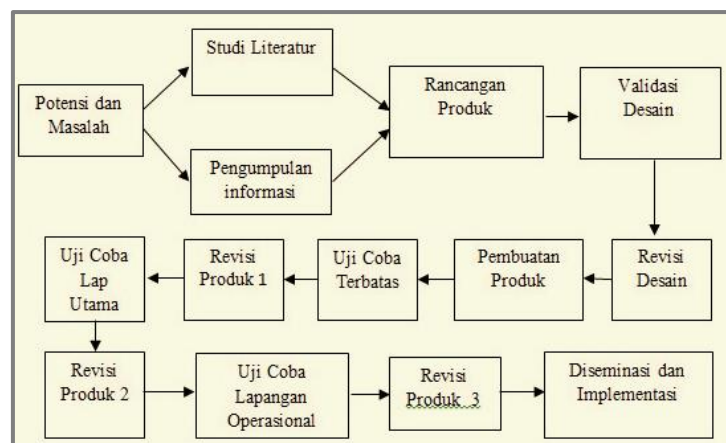 Potensi dan
Masalah
Studi Literatur
Pengumpulan
informasi
Rancangan
Produk
Validasi
Desain
Revisi
Desain
Pembuatan
Produk
Uji Coba
Terbatas
Revisi
Produk 1
Uji Coba
Lap
Utama
Revisi
Produk 2
Uji Coba
Lapangan
Operasional
Revisi
Produk 3
Diseminasi dan
Implementasi